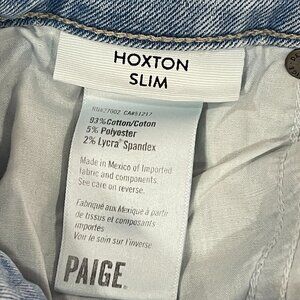 HOXTON
SLIM
93% Cotton/Coton
5% Polyester
2% Lycra® Spandex
Made in Mexico of Imported
fabric and components.
See care on reverse.
Fabriqué aux Mexique à partir
de tissus et composants
importés
Voir le soin sur l'inverse
PAIGE.